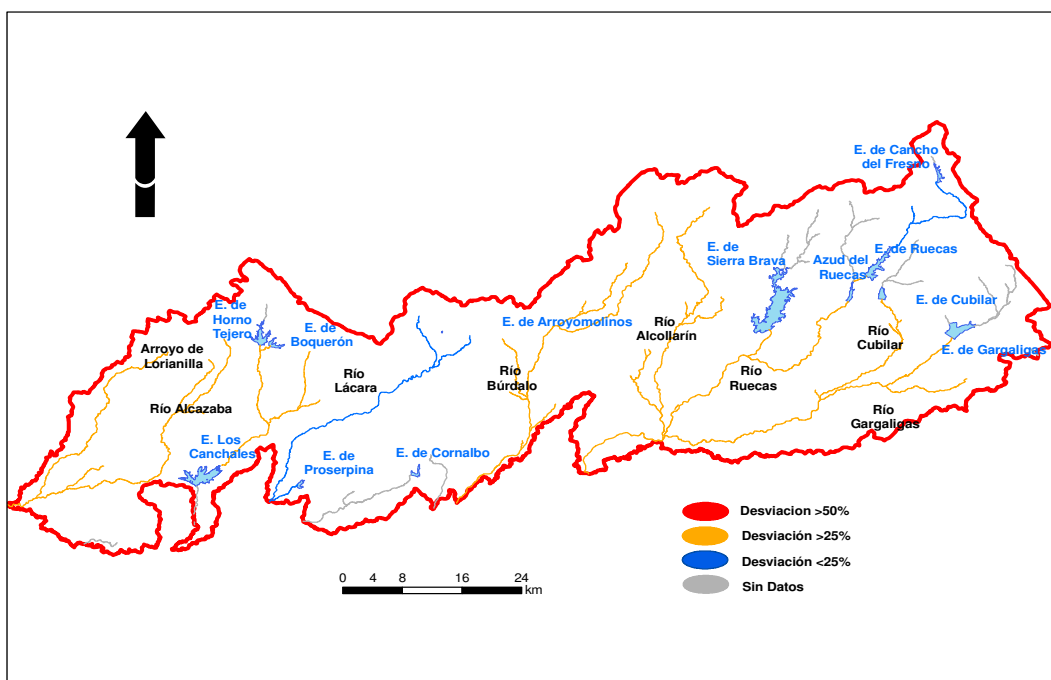 E. de Cancho
del Fresno
E. de
Sierra Brava
Azud del
Ruecas
E. de Ruecas
E. de Cubilar
E. de Gargaligas
E. de
Horno
Tejero
E. de
Boquerón
E. de Arroyomolinos
Río
Alcollarín
Río
Cubilar
Arroyo de
Lorianilla
Río
Lácara
Río
Búrdalo
Río
Ruecas
Río Alcazaba
Río
Gargaligas
E. Los
Canchales
E. de
Proserpina
E. de Cornalbo
Desviacion >50%
Desviación >25%
Desviación <25%
Sin Datos
0 4 8 16 24
km